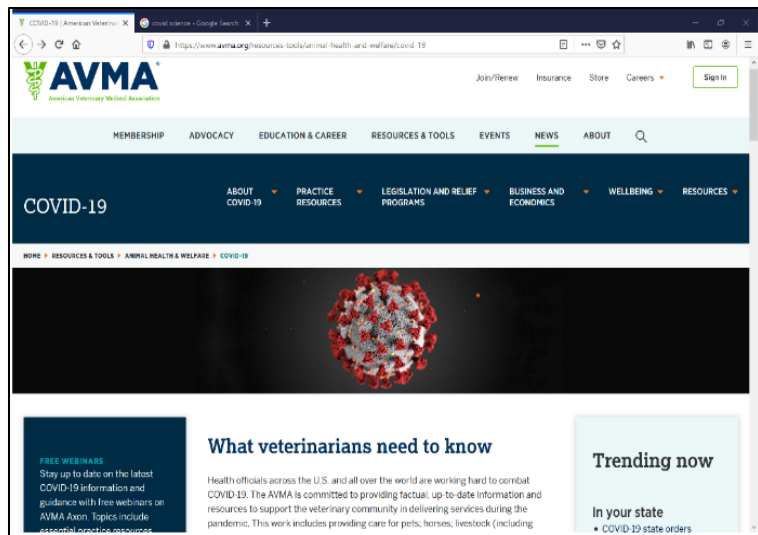 COVID-19 | American Veterinar
covid science - Google Search
https://www.avma.org/resources-tools/animal-health-and-welfare/covid-19
AVMA
American Veterinary Medical Association
Join/Renew Insurance Store Careers
Sign In
MEMBERSHIP ADVOCACY EDUCATION & CAREER RESOURCES & TOOLS EVENTS NEWS ABOUT
COVID-19
ABOUT COVID-19
PRACTICE RESOURCES
LEGISLATION AND RELIEF PROGRAMS
BUSINESS AND ECONOMICS
WELLBEING
RESOURCES
HOME RESOURCES & TOOLS ANIMAL HEALTH & WELFARE COVID-19
FREE WEBINARS
Stay up to date on the latest
COVID-19 information and
guidance with free webinars on
AVMA Axon. Topics include
essential practice resources
What veterinarians need to know
Health officials across the U.S. and all over the world are working hard to combat
COVID-19. The AVMA is committed to providing factual, up-to-date information and
resources to support the veterinary community in delivering services during the
pandemic. This work includes providing care for pets; horses; livestock (including
Trending now
In your state
• COVID-19 state orders